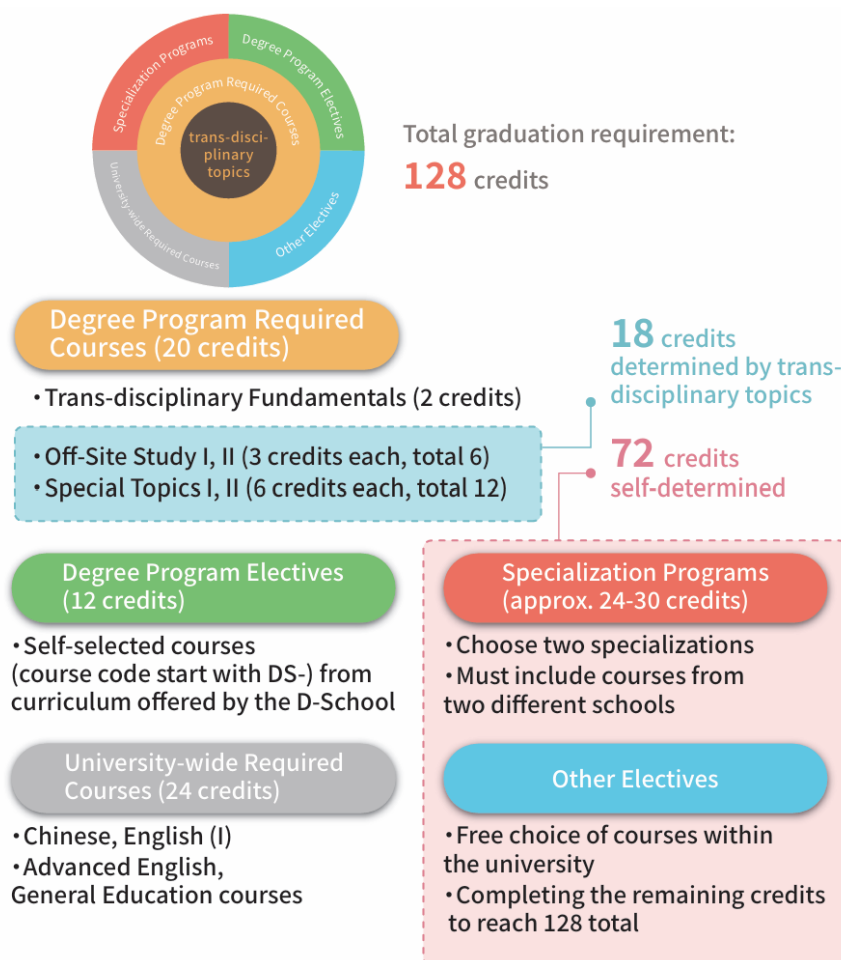 Specialization Programs
Degree Program Electives
Degree Program Required Courses
trans-disci-
plinary
topics
University-wide Required Courses
Other Electives
Total graduation requirement:
128 credits
Degree Program Required
Courses (20 credits)
・Trans-disciplinary Fundamentals (2 credits)
・Off-Site Study I, II (3 credits each, total 6)
・Special Topics I, II (6 credits each, total 12)
18 credits
determined by trans-
disciplinary topics
72 credits
self-determined
Degree Program Electives
(12 credits)
・Self-selected courses
(course code start with DS-) from
curriculum offered by the D-School
Specialization Programs
(approx. 24-30 credits)
・Choose two specializations
・Must include courses from
two different schools
University-wide Required
Courses (24 credits)
・Chinese, English (I)
・Advanced English,
General Education courses
Other Electives
・Free choice of courses within
the university
・Completing the remaining credits
to reach 128 total